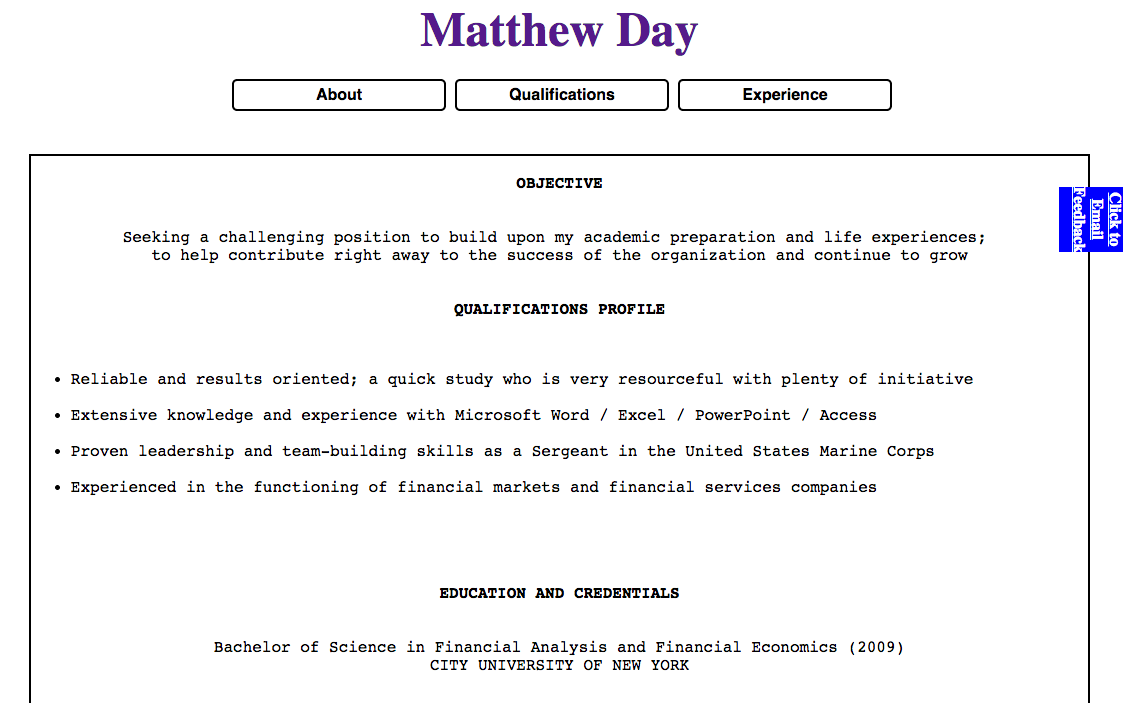 Matthew Day
About
Qualifications
Experience
OBJECTIVE
Click to
Email
Feedback
Seeking a challenging position to build upon my academic preparation and life experiences;
to help contribute right away to the success of the organization and continue to grow
QUALIFICATIONS PROFILE
• Reliable and results oriented; a quick study who is very resourceful with plenty of initiative
• Extensive knowledge and experience with Microsoft Word / Excel / PowerPoint / Access
• Proven leadership and team-building skills as a Sergeant in the United States Marine Corps
• Experienced in the functioning of financial markets and financial services companies
EDUCATION AND CREDENTIALS
Bachelor of Science in Financial Analysis and Financial Economics (2009)
CITY UNIVERSITY OF NEW YORK